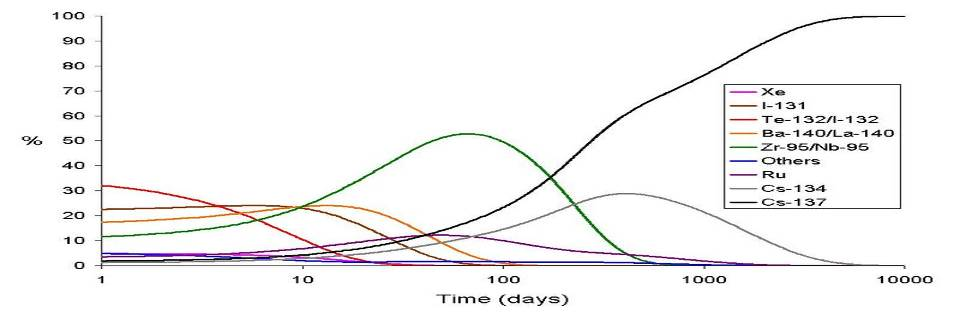 100
90
80
70
60
50
40
30
20
10
0
%
1
10
100
1000
10000
Time (days)
Xe
I-131
Te-132/I-132
Ba-140/La-140
Zr-95/Nb-95
Others
Ru
Cs-134
Cs-137